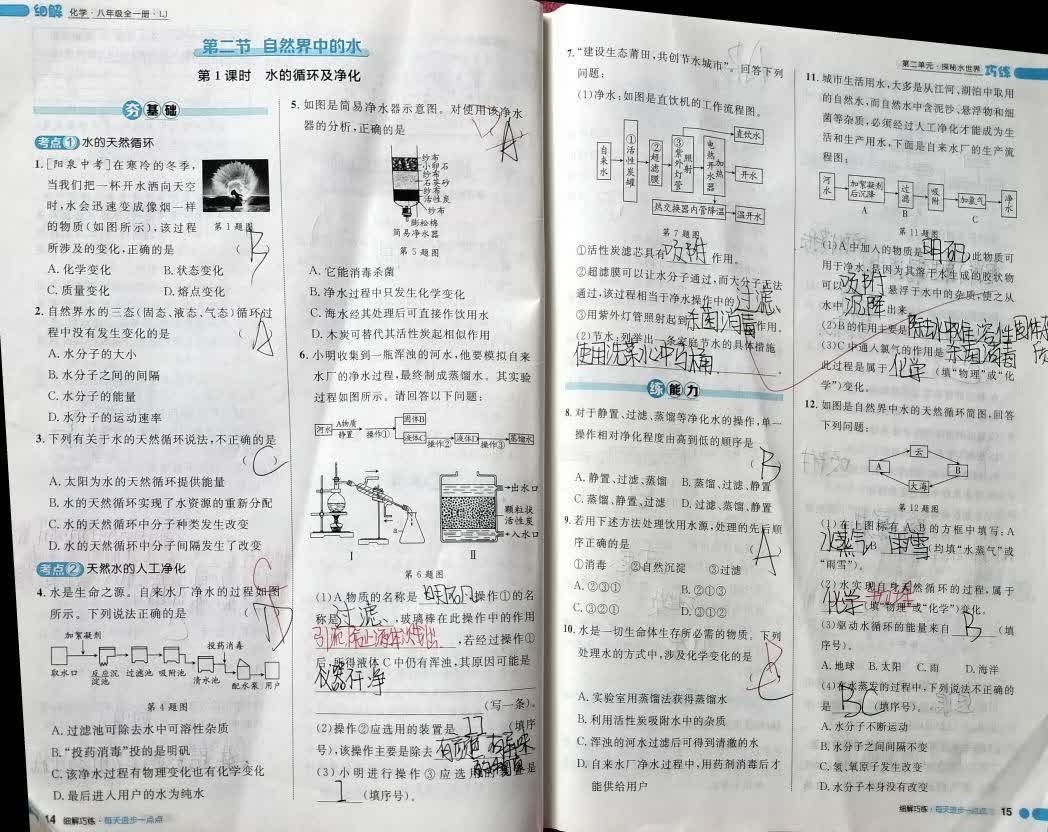 细解 化学·八年级全一册·LJ
第二节 自然界中的水
第1课时 水的循环及净化
夯基础
考点1 水的天然循环
1.[阳泉中考]在寒冷的冬季,
当我们把一杯开水洒向天空
时,水会迅速变成像烟一样
的物质(如图所示),该过程
第1题图
所涉及的变化,正确的是
( B )
A.化学变化 B.状态变化
C.质量变化 D.熔点变化
2.自然界水的三态(固态、液态、气态)循环过
程中没有发生变化的是 ( A )
A.水分子的大小
B.水分子之间的间隔
C.水分子的能量
D.水分子的运动速率
3.下列有关于水的天然循环说法,不正确的是
( C )
A.太阳为水的天然循环提供能量
B.水的天然循环实现了水资源的重新分配
C.水的天然循环中分子种类发生改变
D.水的天然循环中分子间隔发生了改变
考点2 天然水的人工净化
C
4.水是生命之源。自来水厂净水的过程如图
所示。下列说法正确的是 ( D )
加絮凝剂
投药消毒
取水口 反应沉淀池 过滤池 吸附池 清水池 配水泵 用户
第4题图
A.过滤池可除去水中可溶性杂质
B.“投药消毒”投的是明矾
C.该净水过程有物理变化也有化学变化
D.最后进入用户的水为纯水
14 细解巧练·每天进步一点点
5.如图是简易净水器示意图。对使用该净水
器的分析,正确的是
A
纱布
小卵石
纱布
石英砂
纱布
活性炭
纱布
膨松棉
简易净水器
第5题图
A.它能消毒杀菌
B.净水过程中只发生化学变化
C.海水经其处理后可直接作饮用水
D.木炭可替代其活性炭起相似作用
6.小明收集到一瓶浑浊的河水,他要模拟自来
水厂的净水过程,最终制成蒸馏水。其实验
过程如图所示。请回答以下问题:
河水 A物质 静置 操作① 固体B 液体C 操作② 液体D 操作③ 蒸馏水
a
出水口
颗粒状活性炭
入水口
Ⅰ Ⅱ
第6题图
(1)A物质的名称是 明矾 操作①的名
称是 过滤 ,玻璃棒在此操作中的作用
引流,防止液体溅出 ,若经过操作①
后,所得液体C中仍有浑浊,其原因可能是
仪器不干净
(写一条)。
(2)操作②应选用的装置是 II (填序
号),该操作主要是除去
(3)小明进行操作③应选用的装置是
I (填序号)。
7.“建设生态莆田,共创节水城市”。回答下列
问题:
(1)净水:如图是直饮机的工作流程图。
自来水
①活性炭罐
②超滤膜
③紫外灯管 照射
电热开水器 加热
直饮水
开水
热交换器内管降温
温开水
第7题图
①活性炭滤芯具有 吸附 作用。
②超滤膜可以让水分子通过,而大分子无法
通过,该过程相当于净水操作中的 过滤
③用紫外灯管照射起到 杀菌消毒 作用。
(2)节水:列举出一条家庭节水的具体措施
使用洗菜水冲马桶
练能力
8.对于静置、过滤、蒸馏等净化水的操作,单一
操作相对净化程度由高到低的顺序是
( B )
A.静置、过滤、蒸馏 B.蒸馏、过滤、静置
C.蒸馏、静置、过滤 D.过滤、蒸馏、静置
9.若用下述方法处理饮用水源,处理的先后顺
序正确的是 ( A )
①消毒 ②自然沉淀 ③过滤
A.②③① B.②①③
C.③②① D.③①②
10.水是一切生命体生存所必需的物质。下列
处理水的方式中,涉及化学变化的是
A.实验室用蒸馏法获得蒸馏水
B.利用活性炭吸附水中的杂质
C.浑浊的河水过滤后可得到清澈的水
D.自来水厂净水过程中,用药剂消毒后才
能供给用户
第二单元·探秘水世界 巧练
11.城市生活用水,大多是从江河、湖泊中取用
的自然水,而自然水中含泥沙、悬浮物和细
菌等杂质,必须经过人工净化才能成为生
活和生产用水,下面是自来水厂的生产流
程图:
河水 加絮凝剂后沉降 过滤 吸附 加氯气 净水
A B C
第11题图
(1)A中加入的物质是 明矾 ,此物质可
用于净水,是因为其溶于水生成的胶状物
可以 吸附 悬浮于水中的杂质,使之从
水中 沉降 出来。
(2)B的作用主要是 除去水中难溶性固体杂质
(3)C中通入氯气的作用是 杀菌消毒
此过程是属于 化学 (填“物理”或“化
学”)变化。
12.如图是自然界中水的天然循环简图,回答
下列问题:
云
A B
大海
第12题图
(1)在上图标有A、B的方框中填写:A
水蒸气 B 雨雪 (均填“水蒸气”或
“雨雪”)。
(2)水实现自身天然循环的过程,属于
化学 物理 (填“物理”或“化学”)变化。
(3)驱动水循环的能量来自 B (填
序号)。
A.地球 B.太阳 C.雨 D.海洋
(4)在水蒸发的过程中,下列说法不正确的
是 BC (填序号)。
A.水分子不断运动
B.水分子之间间隔不变
C.氢、氧原子发生改变
D.水分子本身没有改变
细解巧练·每天进步一点点 15